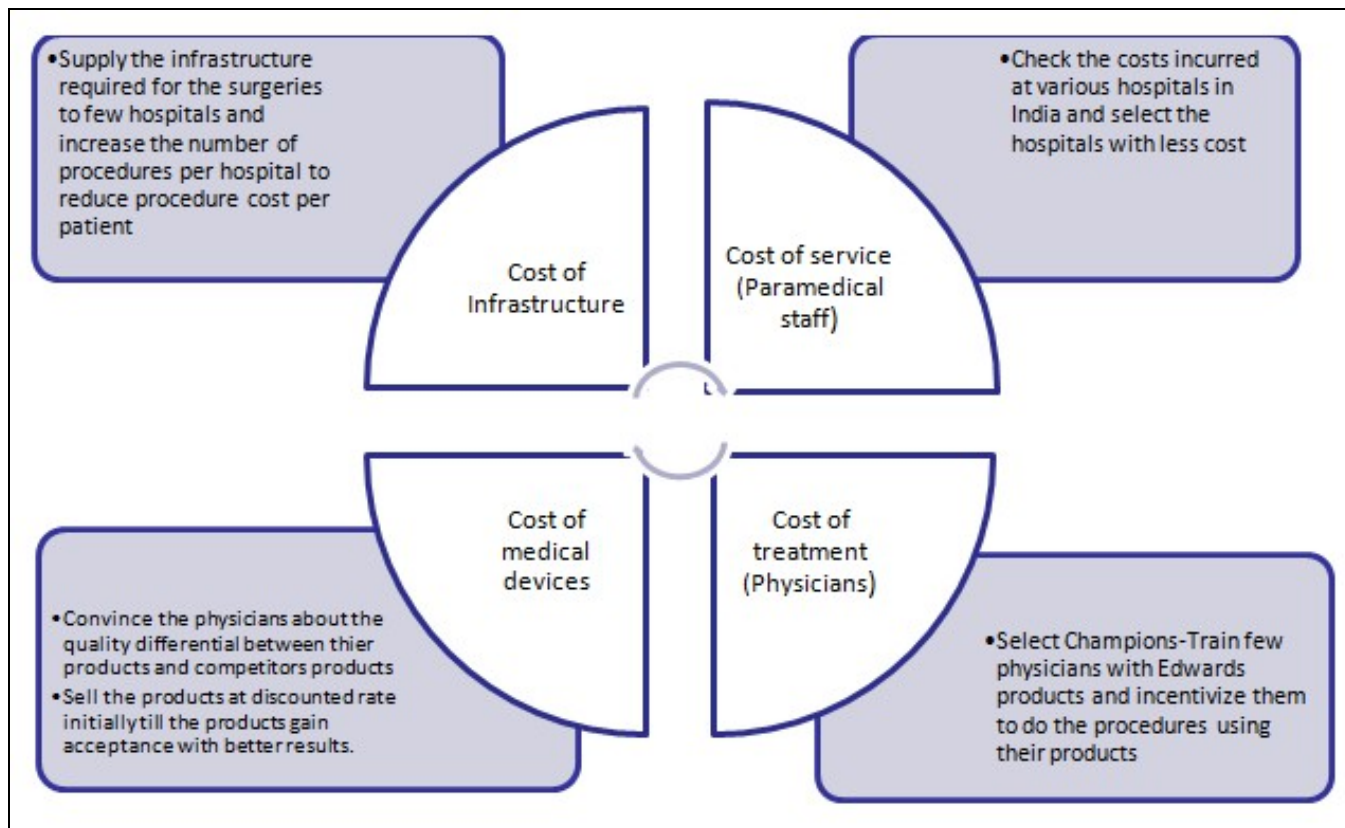 •Supply the infrastructure
required for the surgeries
to few hospitals and
increase the number of
procedures per hospital to
reduce procedure cost per
patient
•Check the costs incurred
at various hospitals in
India and select the
hospitals with less cost
Cost of
Infrastructure
Cost of service
(Paramedical
staff)
Cost of
medical
devices
Cost of
treatment
(Physicians)
•Convince the physicians about the
quality differential between thier
products and competitors products
•Sell the products at discounted rate
initially till the products gain
acceptance with better results.
•Select Champions-Train few
physicians with Edwards
products and incentivize them
to do the procedures using
their products